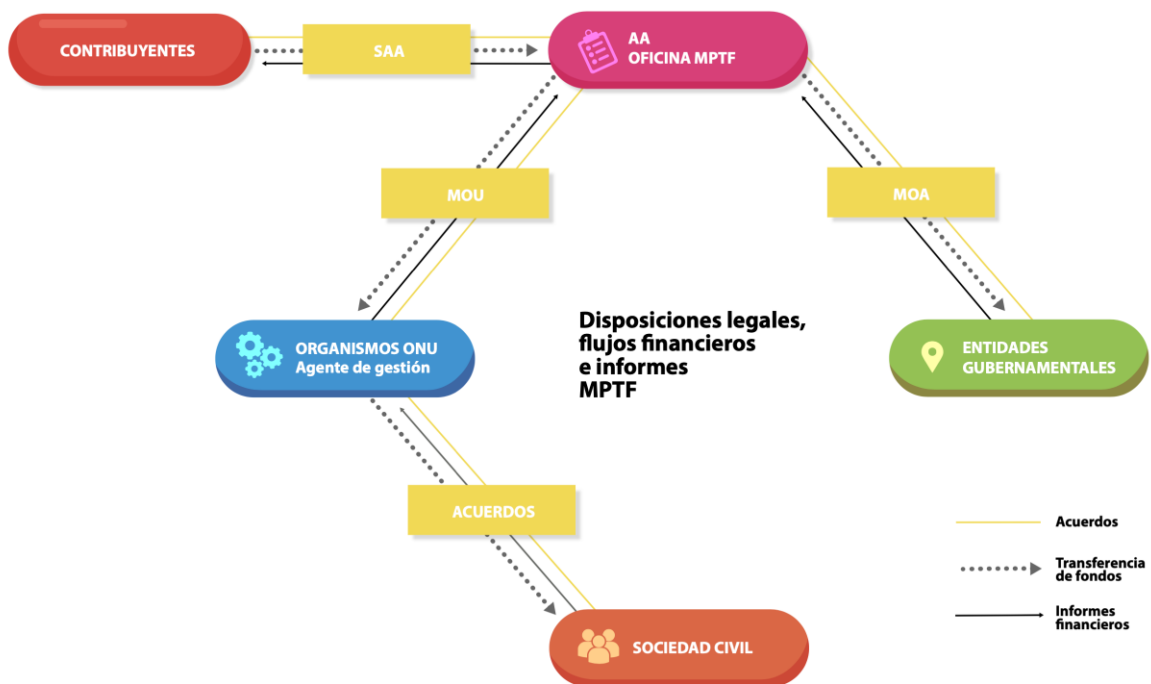 CONTRIBUYENTES
SAA
AA
OFICINA MPTF
MOU
MOA
ORGANISMOS ONU
Agente de gestión
Disposiciones legales,
flujos financieros
e informes
MPTF
ENTIDADES
GUBERNAMENTALES
ACUERDOS
SOCIEDAD CIVIL
Acuerdos
Transferencia
de fondos
Informes
financieros